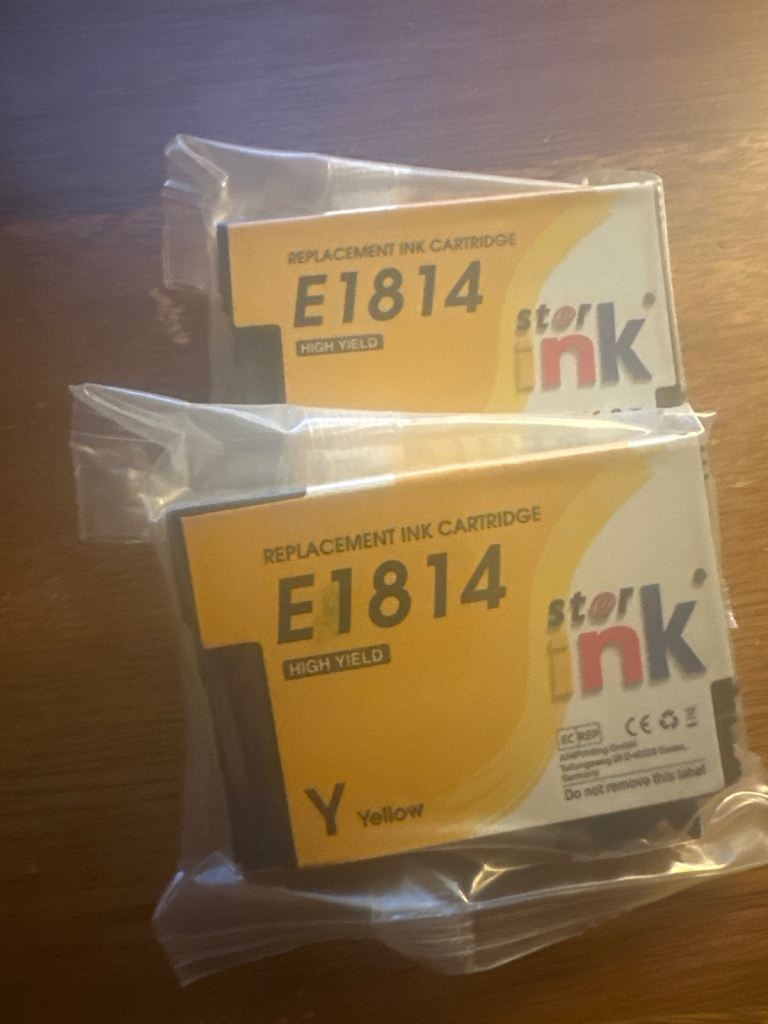 REPLACEMENT INK CARTRIDGE
E1814
HIGH YIELD
star
ink
REPLACEMENT INK CARTRIDGE
E1814
HIGH YIELD
star
ink
EC REP
CE
Germany
Do not remove this label
Y Yellow